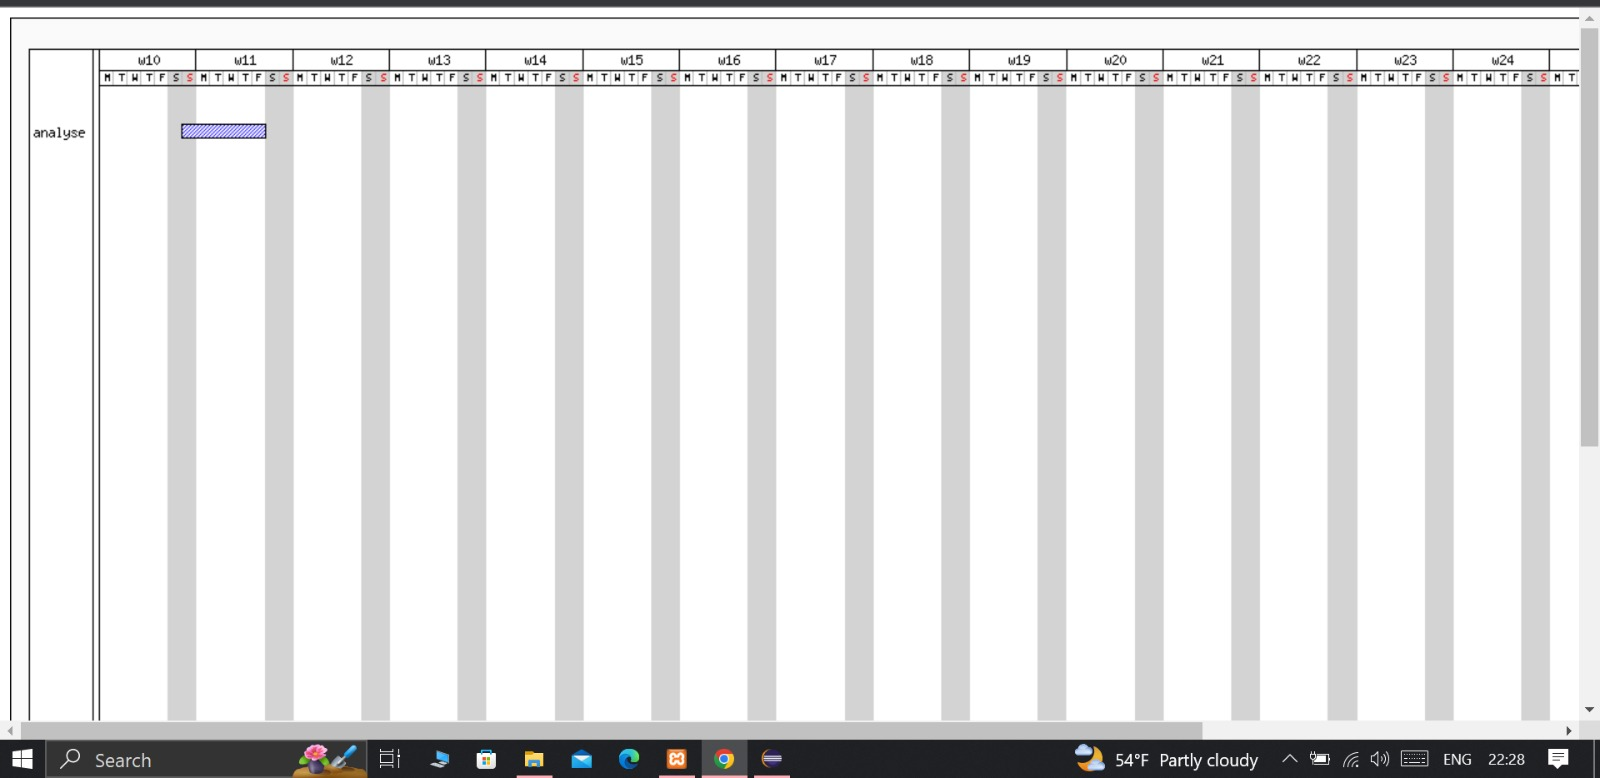 w10 w11 w12 w13 w14 w15 w16 w17 w18 w19 w20 w21 w22 w23 w24
M T W T F S S M T W T F S S M T W T F S S M T W T F S S M T W T F S S M T W T F S S M T W T F S S M T W T F S S M T W T F S S M T W T F S S M T W T F S S M T W T F S S M T W T F S S M T W T F S S M T W T F S S M T
analyse
Search
54°F Partly cloudy
ENG
22:28